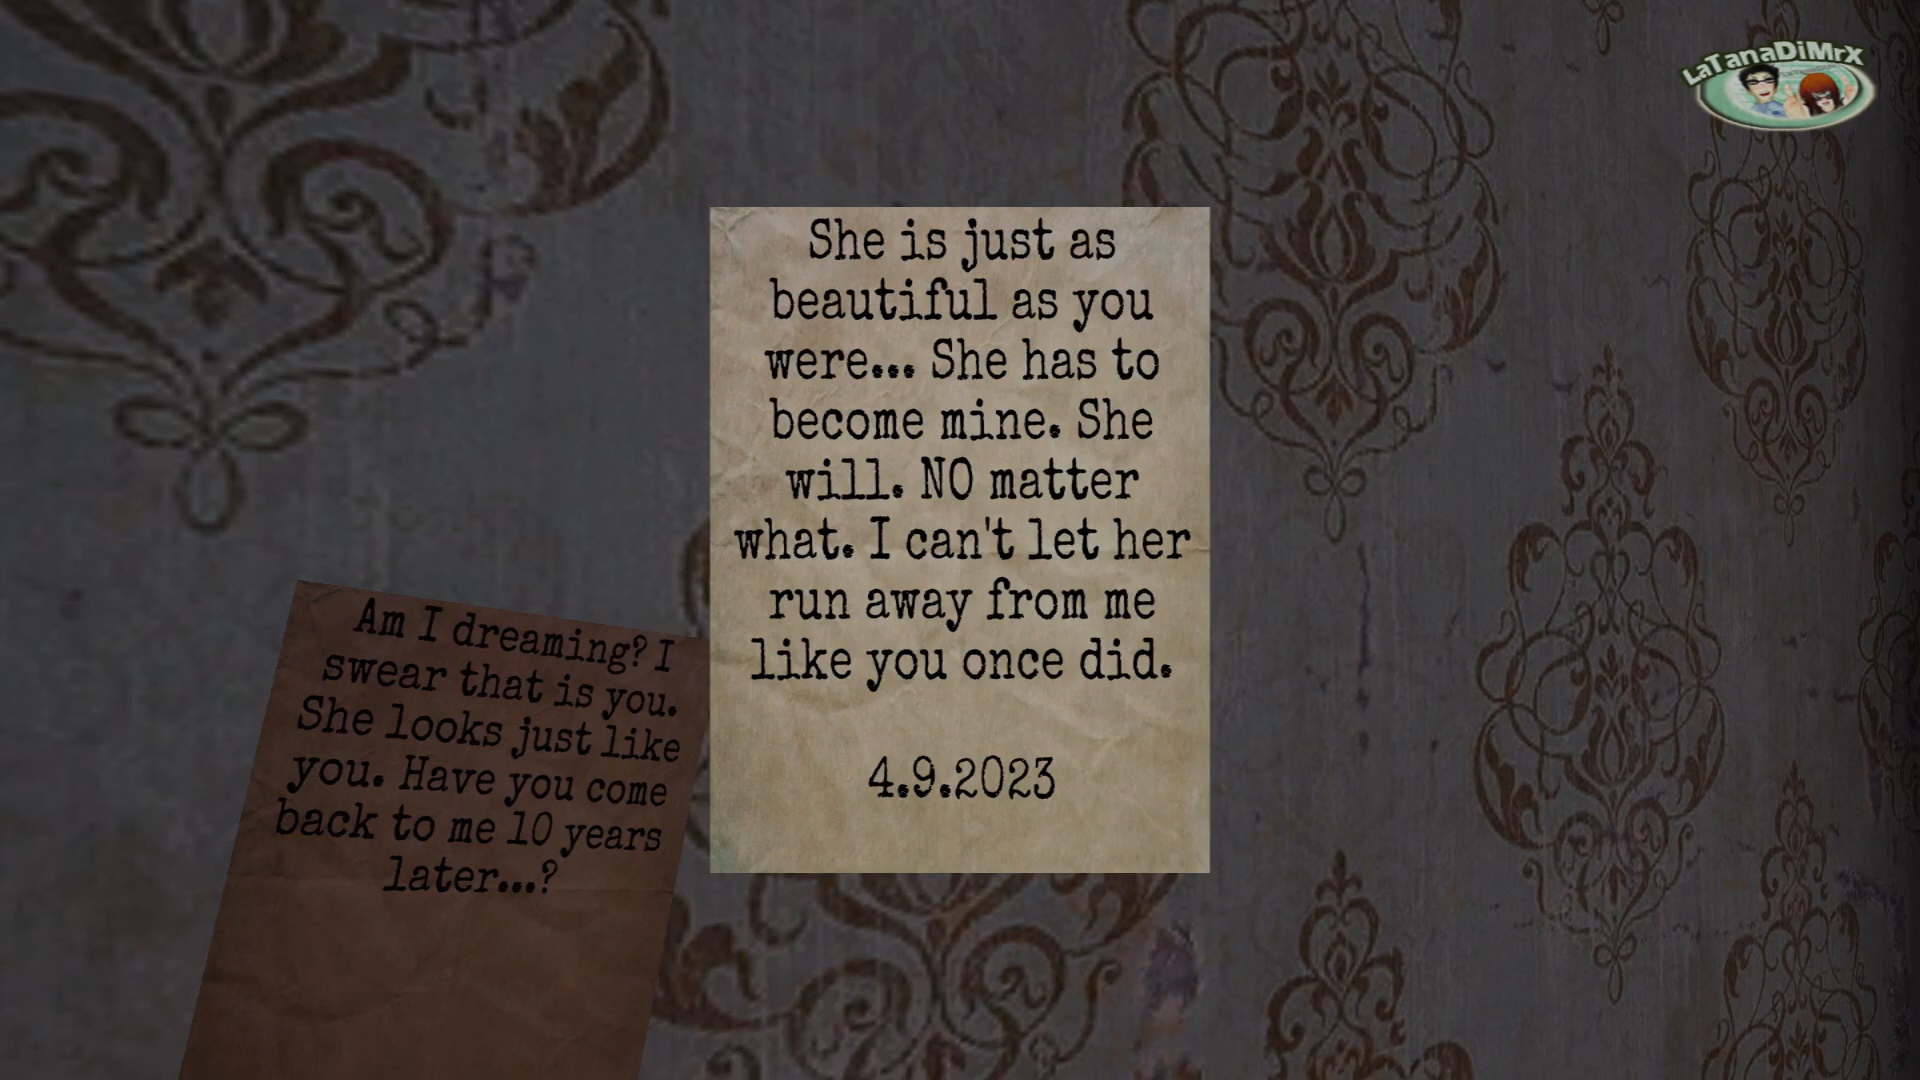 LaTanaDiMrX
She is just as
beautiful as you
were... She has to
become mine. She
will. NO matter
what. I can't let her
run away from me
like you once did.
4.9.2023
Am I dreaming? I
swear that is you.
She looks just like
you. Have you come
back to me 10 years
later...?